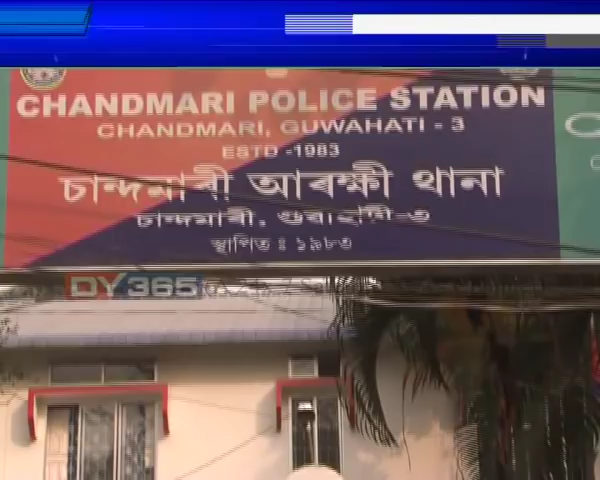 CHANDMARI POLICE STATION
CHANDMARI, GUWAHATI - 3
ESTD -1983
চান্দমাৰী আৰক্ষী থানা
চান্দমাৰী, গুৱাহাটী-৩
স্থাপিত ঃ ১৯৮৩
DY365